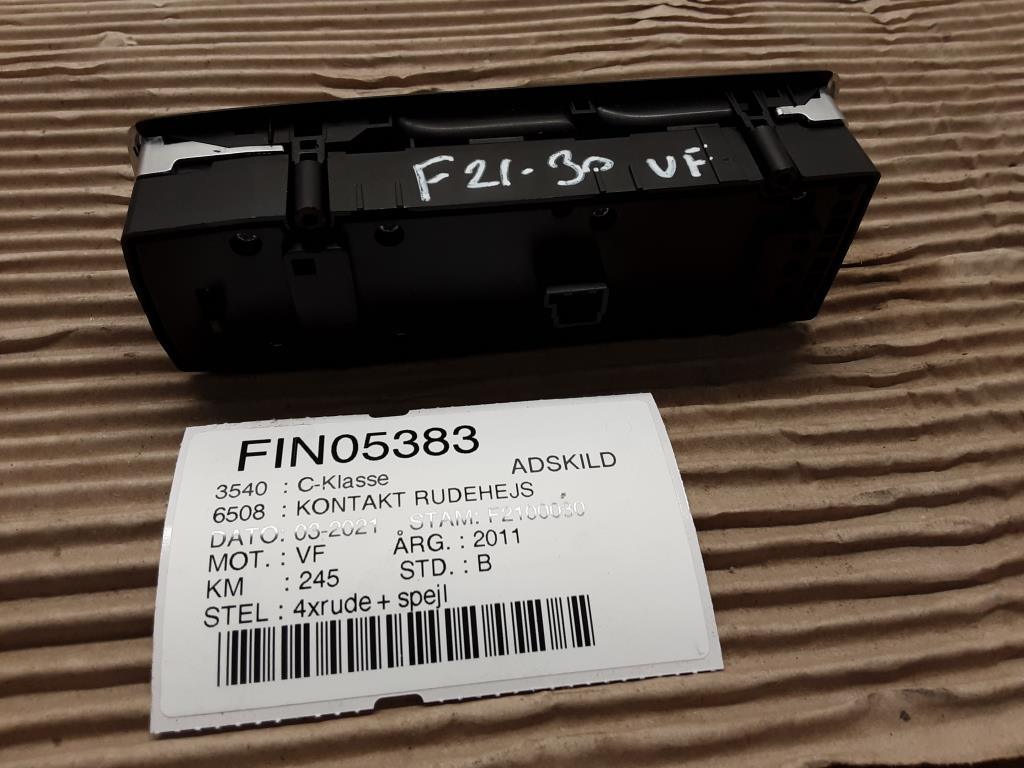 F21-30 VF
FIN05383
ADSKILD
3540 : C-Klasse
6508 : KONTAKT RUDEHEJS
DATO: 03-2021 STAM: F2100030
MOT. : VF ÅRG. : 2011
KM : 245 STD. : B
STEL : 4xrude + spejl